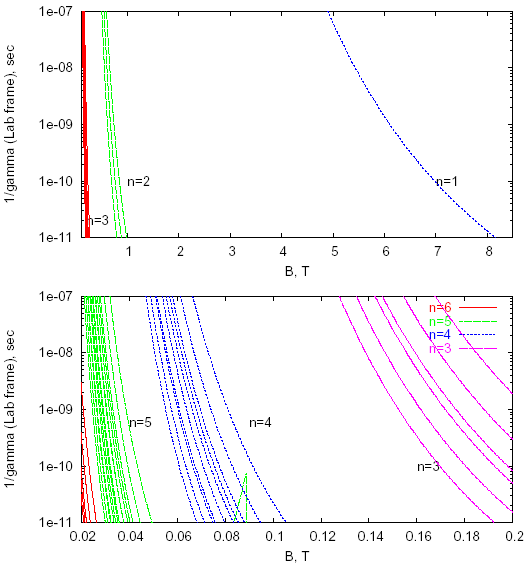 1e-07
1e-08
1e-09
1e-10
1e-11
1/gamma (Lab frame), sec
n=3
n=2
n=1
1 2 3 4 5 6 7 8
B, T
1e-07
1e-08
1e-09
1e-10
1e-11
1/gamma (Lab frame), sec
n=6
n=5
n=4
n=3
n=5
n=4
n=3
0.02 0.04 0.06 0.08 0.1 0.12 0.14 0.16 0.18 0.2
B, T